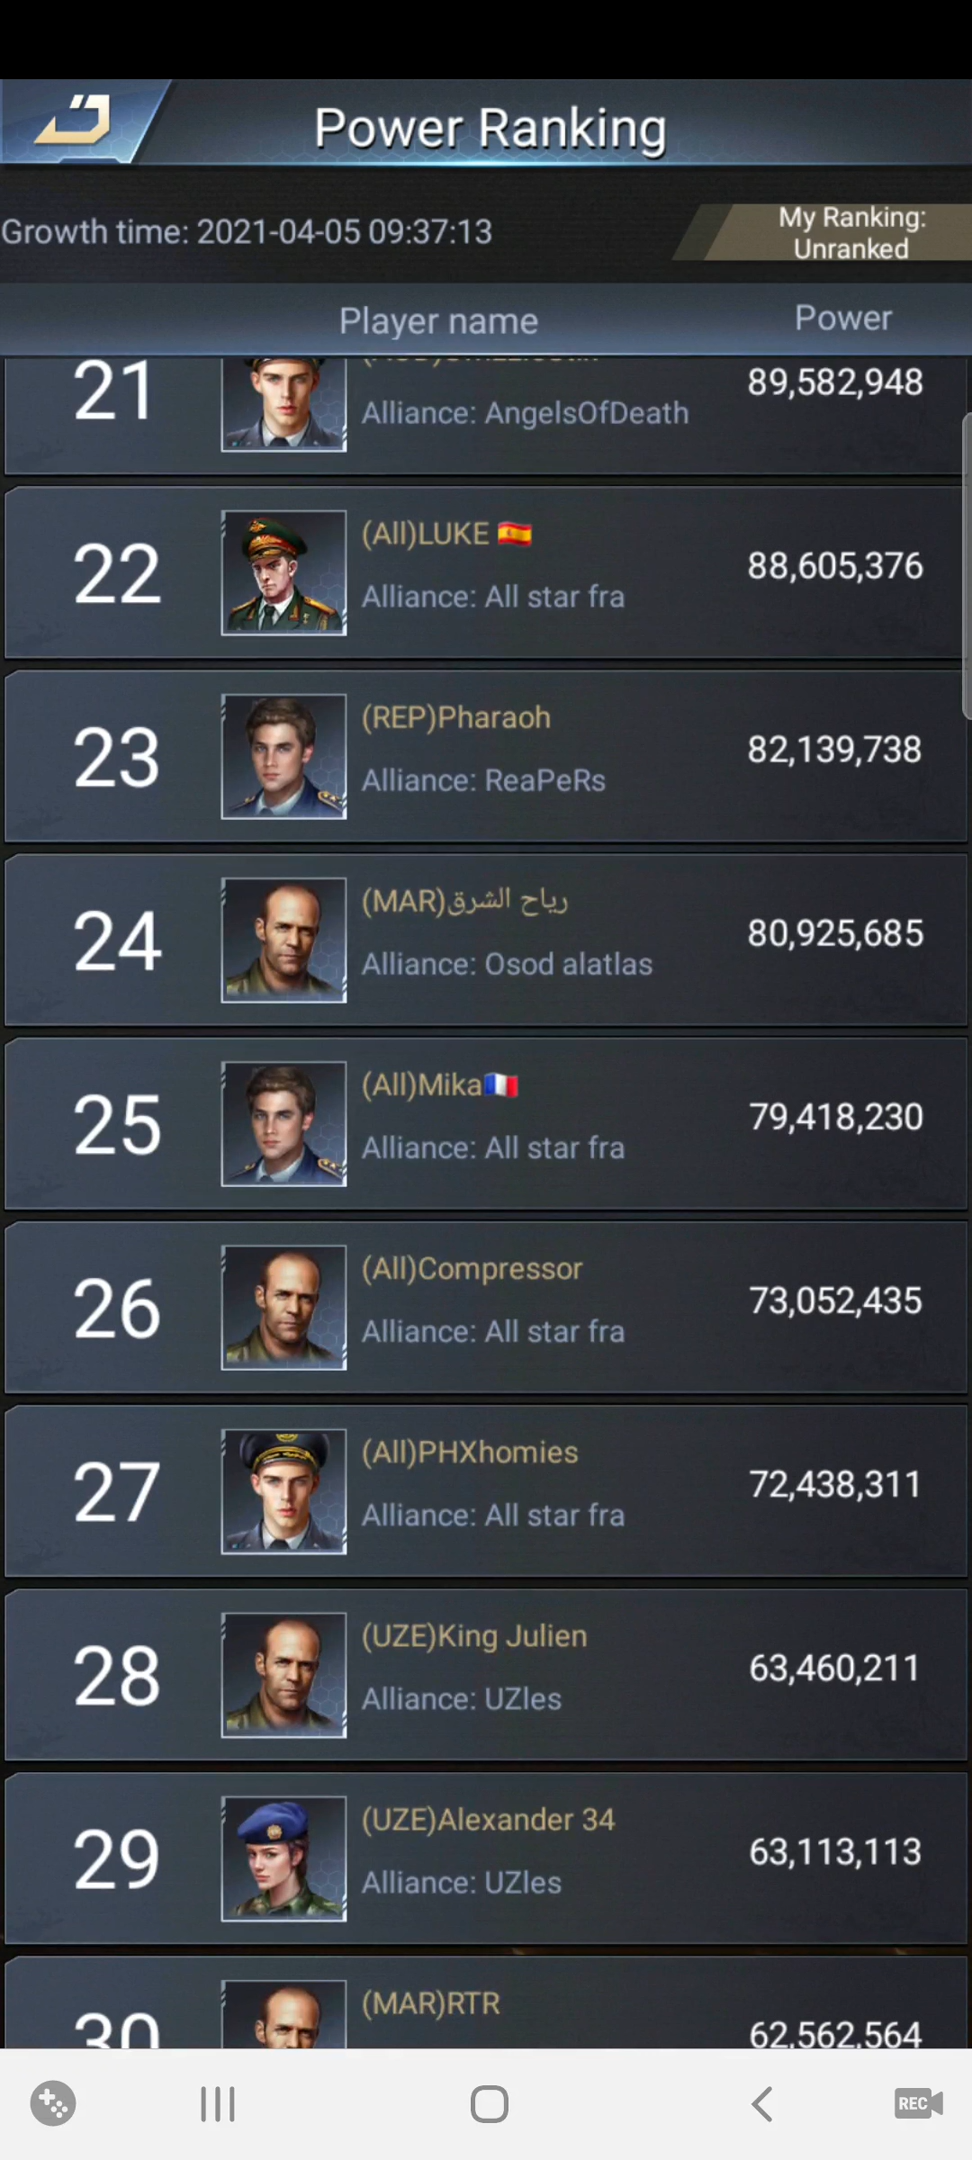 Power Ranking
Growth time: 2021-04-05 09:37:13
My Ranking:
Unranked
Player name
Power
21
89,582,948
Alliance: AngelsOfDeath
22
(All)LUKE 🇪🇸
88,605,376
Alliance: All star fra
23
(REP)Pharaoh
82,139,738
Alliance: ReaPeRs
24
(MAR)رياح الشرق
80,925,685
Alliance: Osod alatlas
25
(All)Mika🇫🇷
79,418,230
Alliance: All star fra
26
(All)Compressor
73,052,435
Alliance: All star fra
27
(All)PHXhomies
72,438,311
Alliance: All star fra
28
(UZE)King Julien
63,460,211
Alliance: UZles
29
(UZE)Alexander 34
63,113,113
Alliance: UZles
30
(MAR)RTR
62,562,564
REC